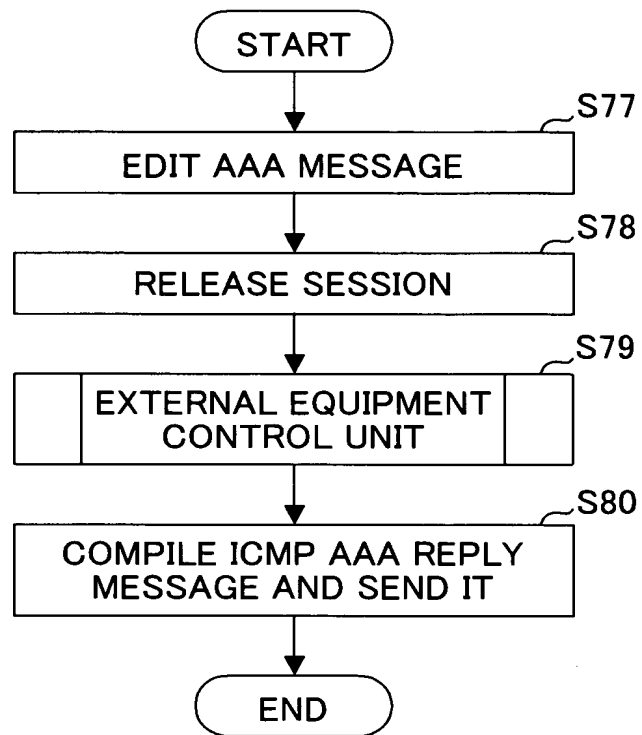 START
S77
EDIT AAA MESSAGE
S78
RELEASE SESSION
S79
EXTERNAL EQUIPMENT
CONTROL UNIT
S80
COMPILE ICMP AAA REPLY
MESSAGE AND SEND IT
END